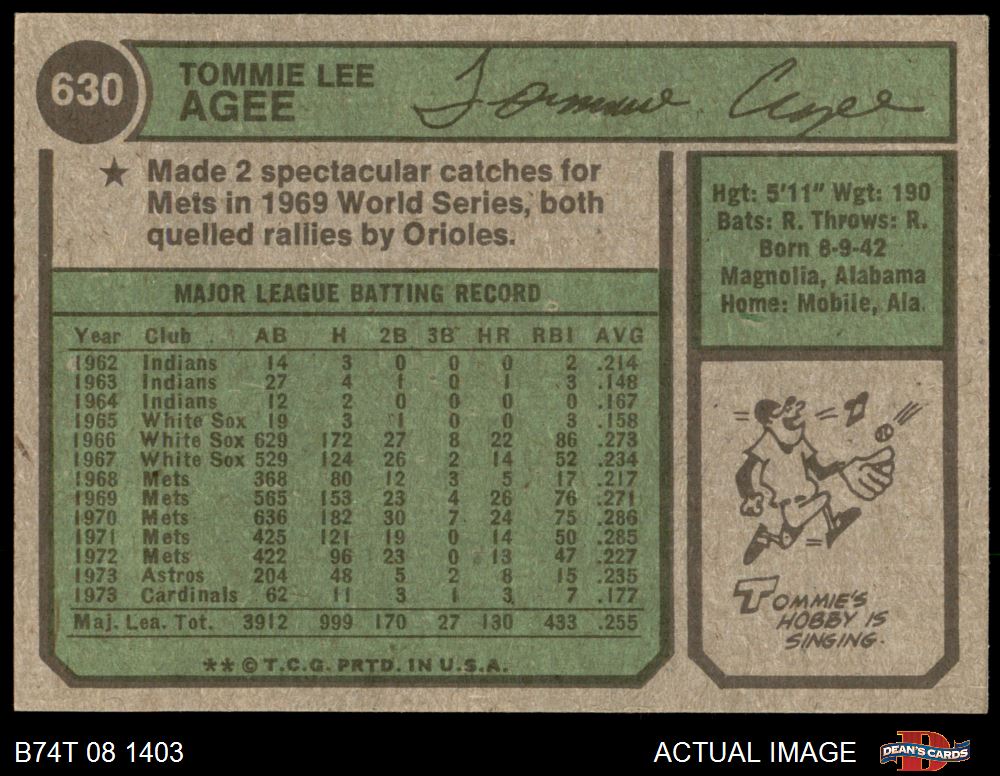 630
TOMMIE LEE
AGEE
Tommie Agee
★ Made 2 spectacular catches for
Mets in 1969 World Series, both
quelled rallies by Orioles.
Hgt: 5'11" Wgt: 190
Bats: R. Throws: R.
Born 8-9-42
Magnolia, Alabama
Home: Mobile, Ala.
MAJOR LEAGUE BATTING RECORD
Year Club AB H 2B 3B HR RBI AVG
1962 Indians 14 3 0 0 0 2 .214
1963 Indians 27 4 1 0 1 3 .148
1964 Indians 12 2 0 0 0 0 .167
1965 White Sox 19 3 1 0 0 3 .158
1966 White Sox 629 172 27 8 22 86 .273
1967 White Sox 529 124 26 2 14 52 .234
1968 Mets 368 80 12 3 5 17 .217
1969 Mets 565 153 23 4 26 76 .271
1970 Mets 636 182 30 7 24 75 .286
1971 Mets 425 121 19 0 14 50 .285
1972 Mets 422 96 23 0 13 47 .227
1973 Astros 204 48 5 2 8 15 .235
1973 Cardinals 62 11 3 1 3 7 .177
Maj. Lea. Tot. 3912 999 170 27 130 433 .255
** © T.C.G. PRTD. IN U.S.A.
TOMMIE'S
HOBBY IS
SINGING.
B74T 08 1403
ACTUAL IMAGE
DEAN'S CARDS